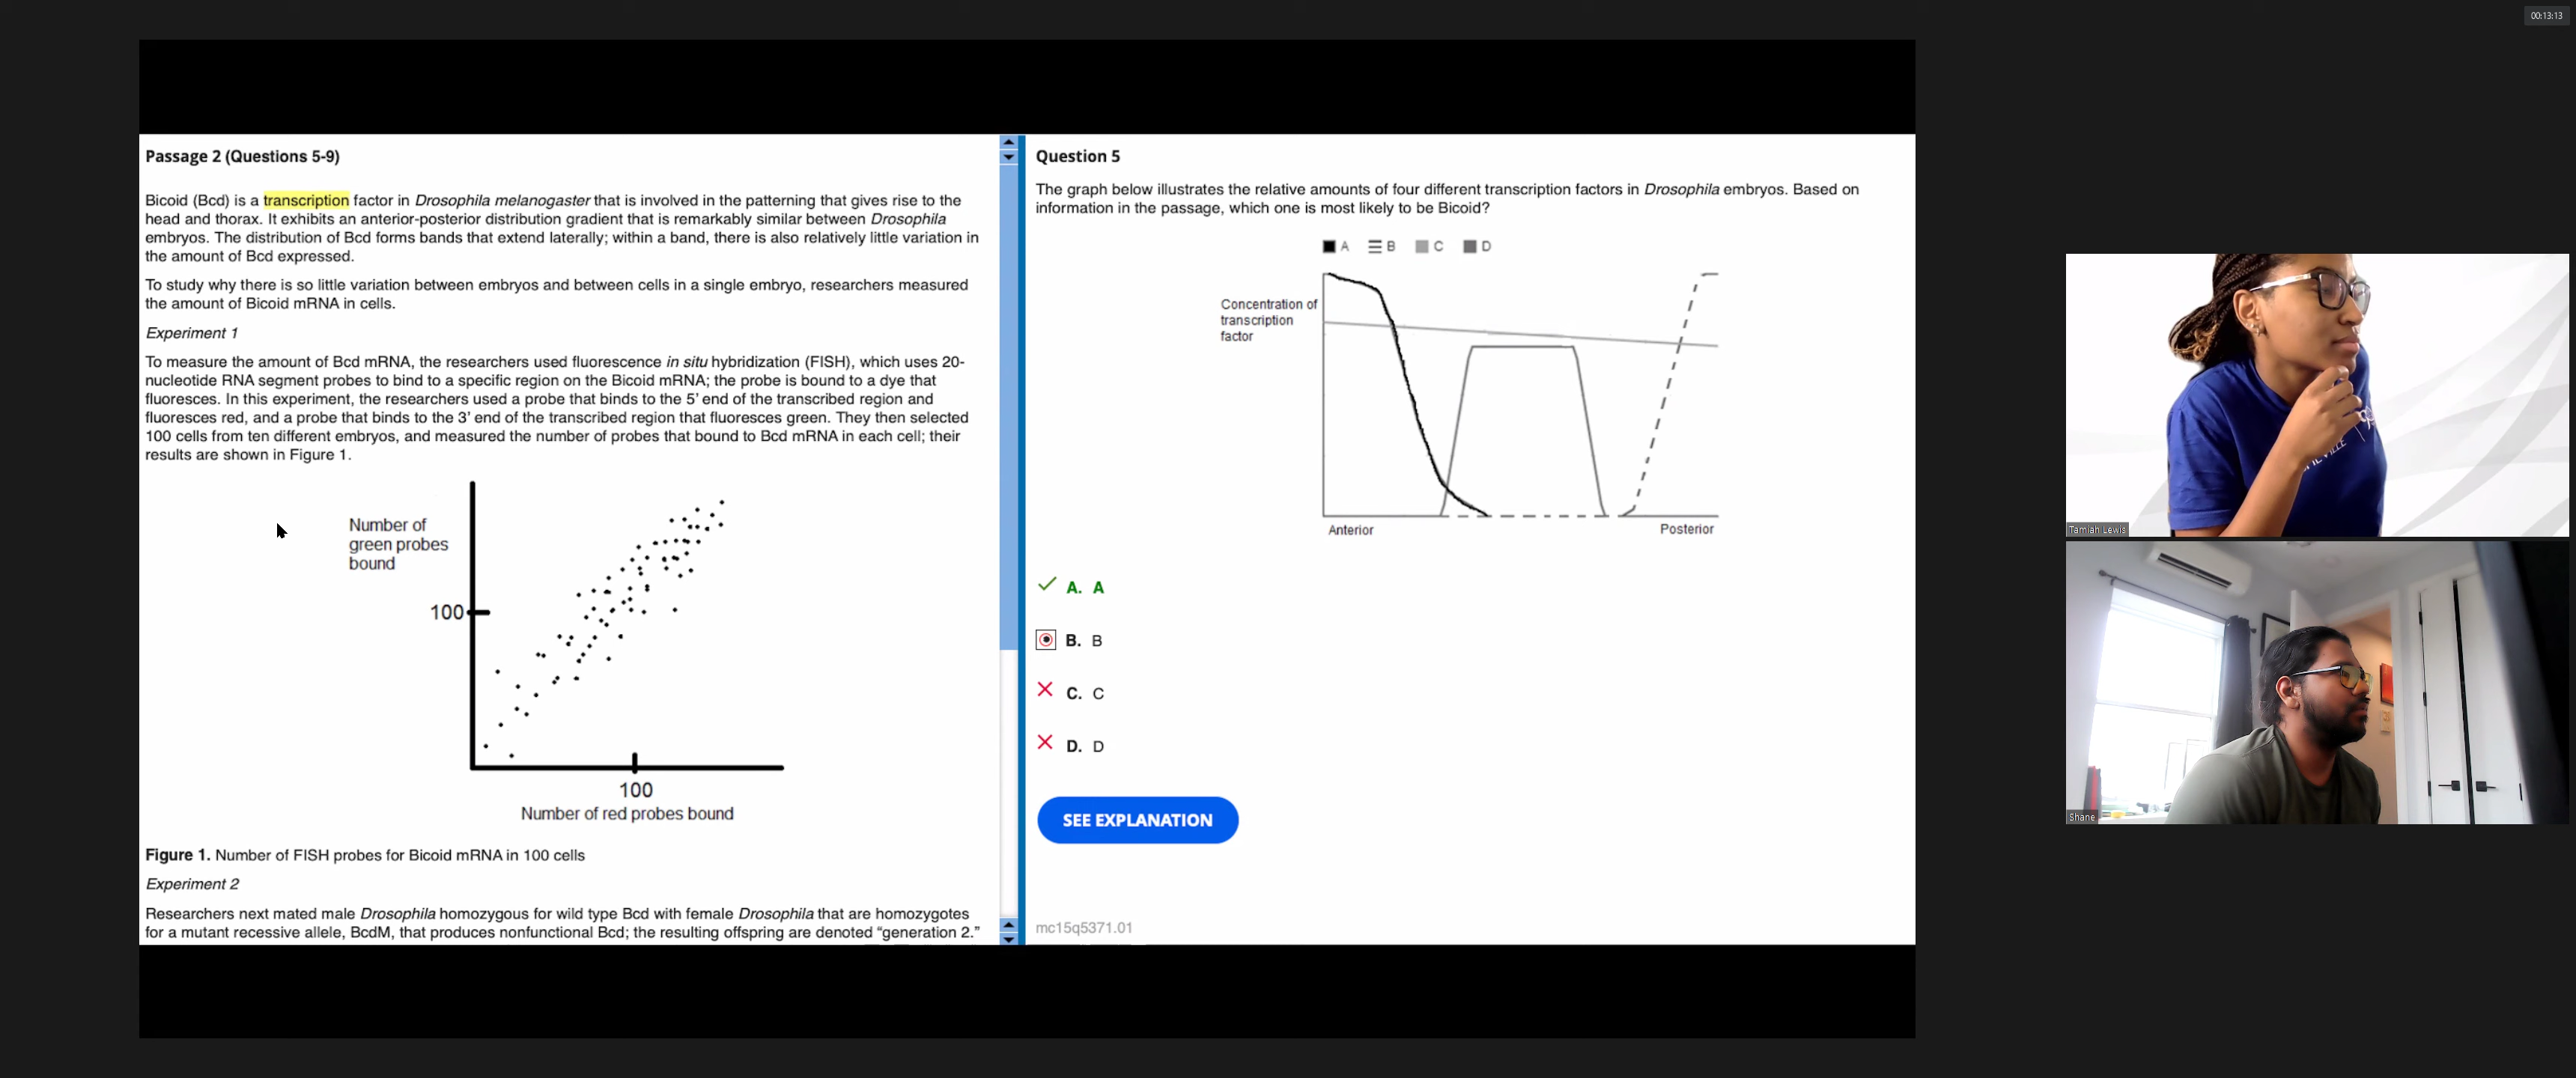 00:13:13
Passage 2 (Questions 5-9)
Bicoid (Bcd) is a transcription factor in Drosophila melanogaster that is involved in the patterning that gives rise to the
head and thorax. It exhibits an anterior-posterior distribution gradient that is remarkably similar between Drosophila
embryos. The distribution of Bcd forms bands that extend laterally; within a band, there is also relatively little variation in
the amount of Bcd expressed.
To study why there is so little variation between embryos and between cells in a single embryo, researchers measured
the amount of Bicoid mRNA in cells.
Experiment 1
To measure the amount of Bcd mRNA, the researchers used fluorescence in situ hybridization (FISH), which uses 20-
nucleotide RNA segment probes to bind to a specific region on the Bicoid mRNA; the probe is bound to a dye that
fluoresces. In this experiment, the researchers used a probe that binds to the 5' end of the transcribed region and
fluoresces red, and a probe that binds to the 3' end of the transcribed region that fluoresces green. They then selected
100 cells from ten different embryos, and measured the number of probes that bound to Bcd mRNA in each cell; their
results are shown in Figure 1.
Number of
green probes
bound
100
100
Number of red probes bound
Figure 1. Number of FISH probes for Bicoid mRNA in 100 cells
Experiment 2
Researchers next mated male Drosophila homozygous for wild type Bcd with female Drosophila that are homozygotes
for a mutant recessive allele, BcdM, that produces nonfunctional Bcd; the resulting offspring are denoted “generation 2.”
Question 5
The graph below illustrates the relative amounts of four different transcription factors in Drosophila embryos. Based on
information in the passage, which one is most likely to be Bicoid?
A B C D
Concentration of
transcription
factor
Anterior Posterior
A. A
B. B
C. C
D. D
SEE EXPLANATION
mc15q5371.01
Tamiah Lewis
Shane